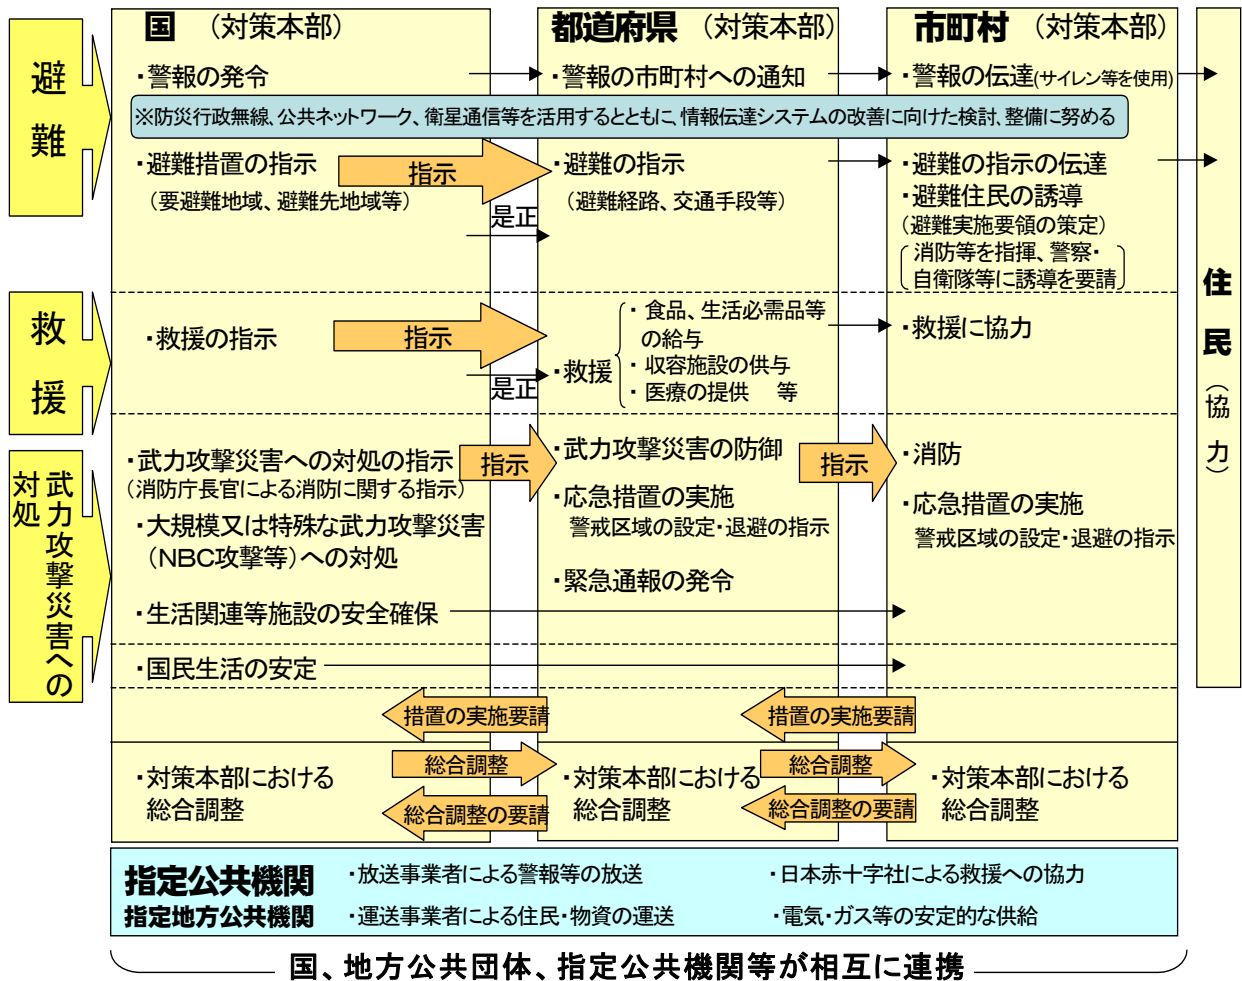 国（対策本部）
都道府県（対策本部）
市町村（対策本部）
避難
・警報の発令
・警報の市町村への通知
・警報の伝達(サイレン等を使用)
※防災行政無線、公共ネットワーク、衛星通信等を活用するとともに、情報伝達システムの改善に向けた検討、整備に努める
・避難措置の指示
（要避難地域、避難先地域等）
指示
是正
・避難の指示
（避難経路、交通手段等）
・避難の指示の伝達
・避難住民の誘導
（避難実施要領の策定）
消防等を指揮、警察・
自衛隊等に誘導を要請
救援
・救援の指示
指示
是正
・救援
・食品、生活必需品等
の給与
・収容施設の供与
・医療の提供　等
・救援に協力
武力攻撃災害への
対処
・武力攻撃災害への対処の指示
（消防庁長官による消防に関する指示）
・大規模又は特殊な武力攻撃災害
（NBC攻撃等）への対処
・生活関連等施設の安全確保
指示
・武力攻撃災害の防御
・応急措置の実施
警戒区域の設定・退避の指示
・緊急通報の発令
指示
・消防
・応急措置の実施
警戒区域の設定・退避の指示
・国民生活の安定
措置の実施要請
措置の実施要請
・対策本部における
総合調整
総合調整
総合調整の要請
・対策本部における
総合調整
総合調整
総合調整の要請
・対策本部における
総合調整
住民（協力）
指定公共機関
指定地方公共機関
・放送事業者による警報等の放送
・日本赤十字社による救援への協力
・運送事業者による住民・物資の運送
・電気・ガス等の安定的な供給
国、地方公共団体、指定公共機関等が相互に連携